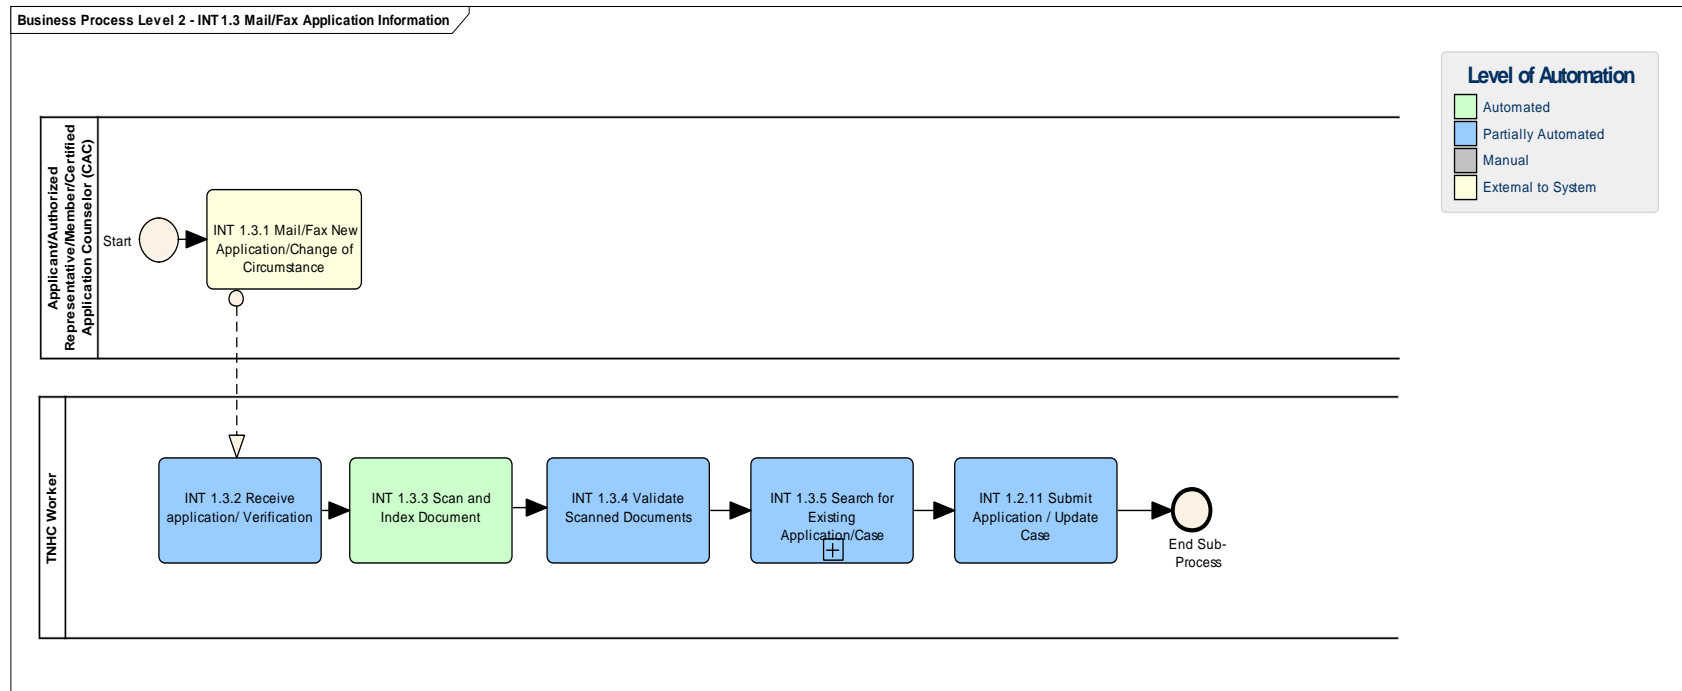 Business Process Level 2 - INT 1.3 Mail/Fax Application Information
Level of Automation
Automated
Partially Automated
Manual
External to System
Applicant/Authorized
Representative/Member/Certified
Application Counselor (CAC)
Start
INT 1.3.1 Mail/Fax New
Application/Change of
Circumstance
TNHC Worker
INT 1.3.2 Receive
application/ Verification
INT 1.3.3 Scan and
Index Document
INT 1.3.4 Validate
Scanned Documents
INT 1.3.5 Search for
Existing
Application/Case
INT 1.2.11 Submit
Application / Update
Case
End Sub-
Process